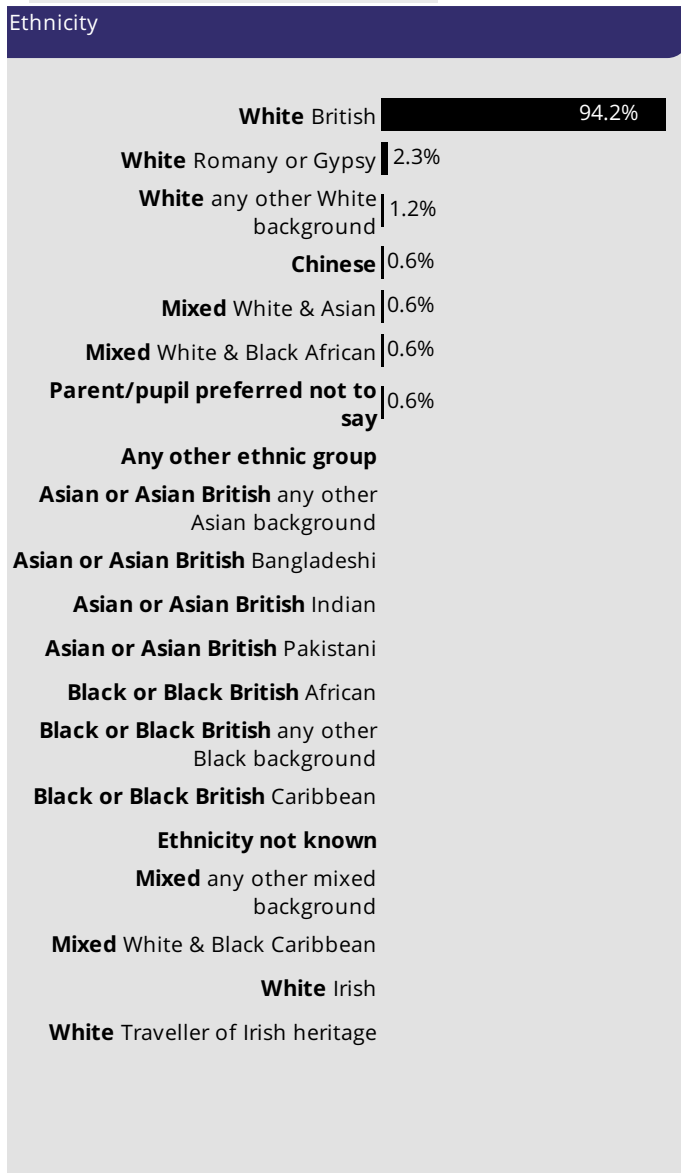 Ethnicity
White British 94.2%
White Romany or Gypsy 2.3%
White any other White
background 1.2%
Chinese 0.6%
Mixed White & Asian 0.6%
Mixed White & Black African 0.6%
Parent/pupil preferred not to
say 0.6%
Any other ethnic group
Asian or Asian British any other
Asian background
Asian or Asian British Bangladeshi
Asian or Asian British Indian
Asian or Asian British Pakistani
Black or Black British African
Black or Black British any other
Black background
Black or Black British Caribbean
Ethnicity not known
Mixed any other mixed
background
Mixed White & Black Caribbean
White Irish
White Traveller of Irish heritage